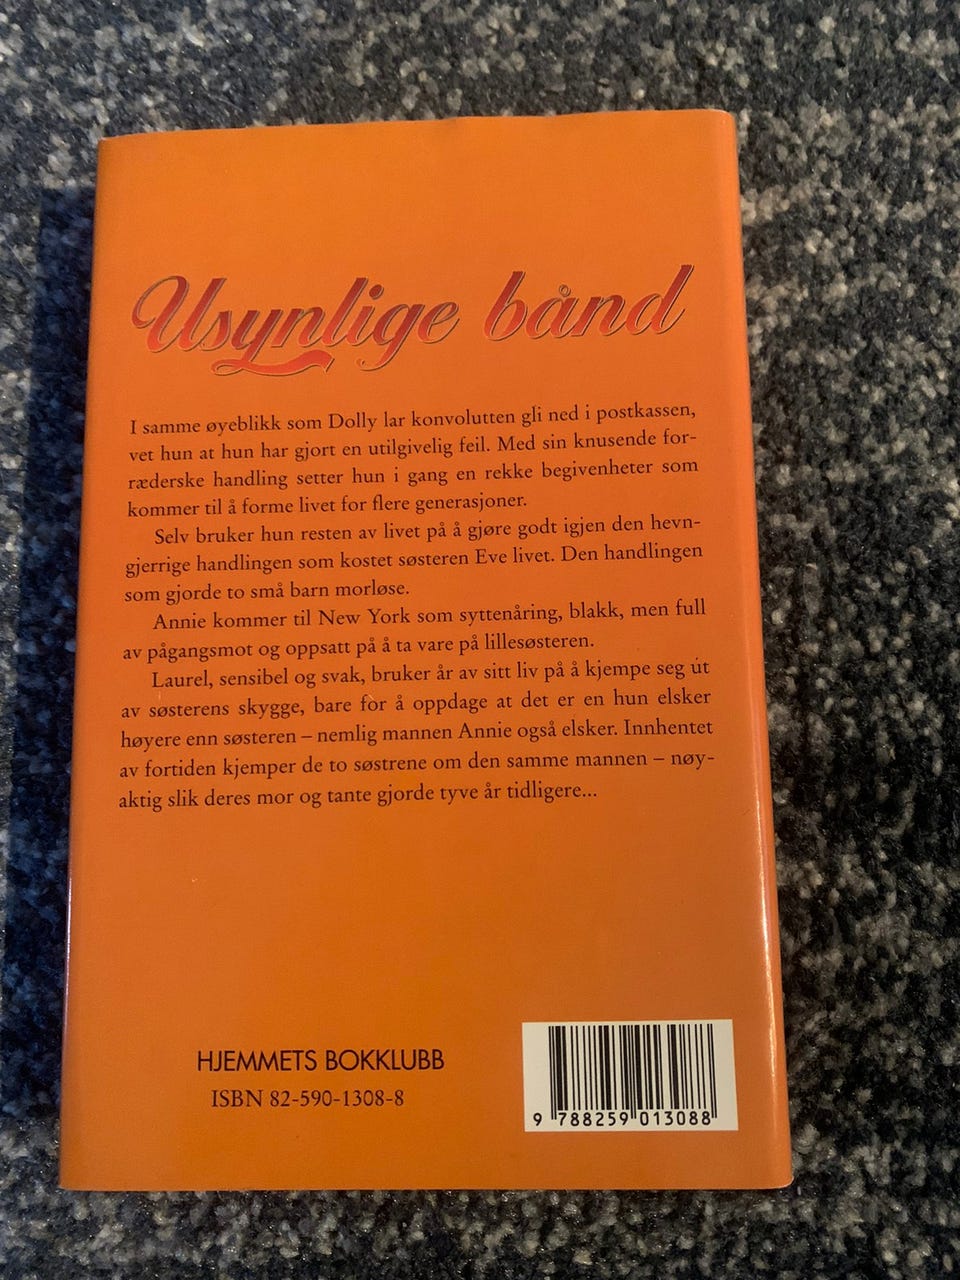 Usynlige bånd
I samme øyeblikk som Dolly lar konvolutten gli ned i postkassen,
vet hun at hun har gjort en utilgivelig feil. Med sin knusende for-
ræderske handling setter hun i gang en rekke begivenheter som
kommer til å forme livet for flere generasjoner.
Selv bruker hun resten av livet på å gjøre godt igjen den hevn-
gjerrige handlingen som kostet søsteren Eve livet. Den handlingen
som gjorde to små barn morløse.
Annie kommer til New York som syttenåring, blakk, men full
av pågangsmot og oppsatt på å ta vare på lillesøsteren.
Laurel, sensibel og svak, bruker år av sitt liv på å kjempe seg ut
av søsterens skygge, bare for å oppdage at det er en hun elsker
høyere enn søsteren – nemlig mannen Annie også elsker. Innhentet
av fortiden kjemper de to søstrene om den samme mannen – nøy-
aktig slik deres mor og tante gjorde tyve år tidligere...
HJEMMETS BOKKLUBB
ISBN 82-590-1308-8
9 788259 013088